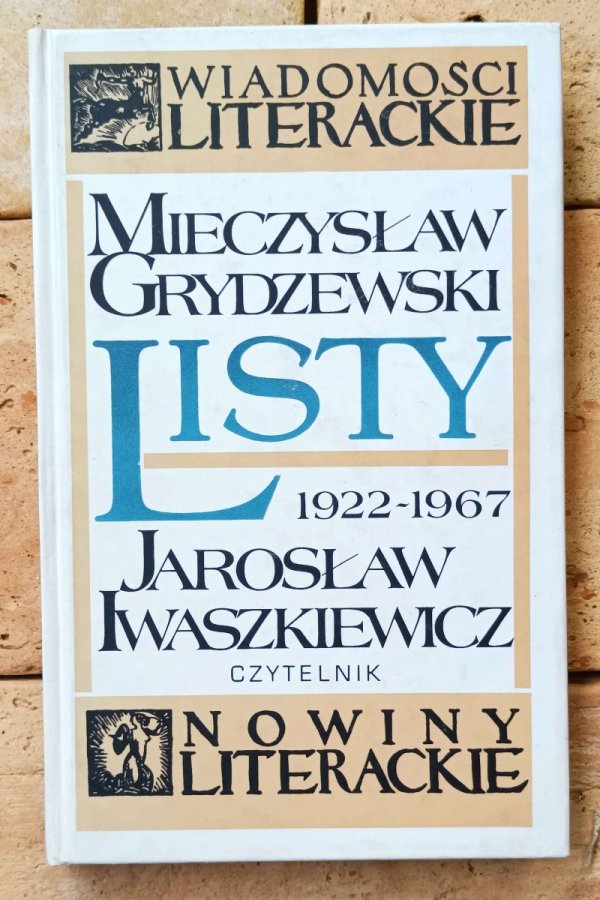 WIADOMOSCI
LITERACKIE
MIECZYSŁAW
GRYDZEWSKI
LISTY
1922-1967
JAROSŁAW
IWASZKIEWICZ
CZYTELNIK
NOWINY
LITERACKIE